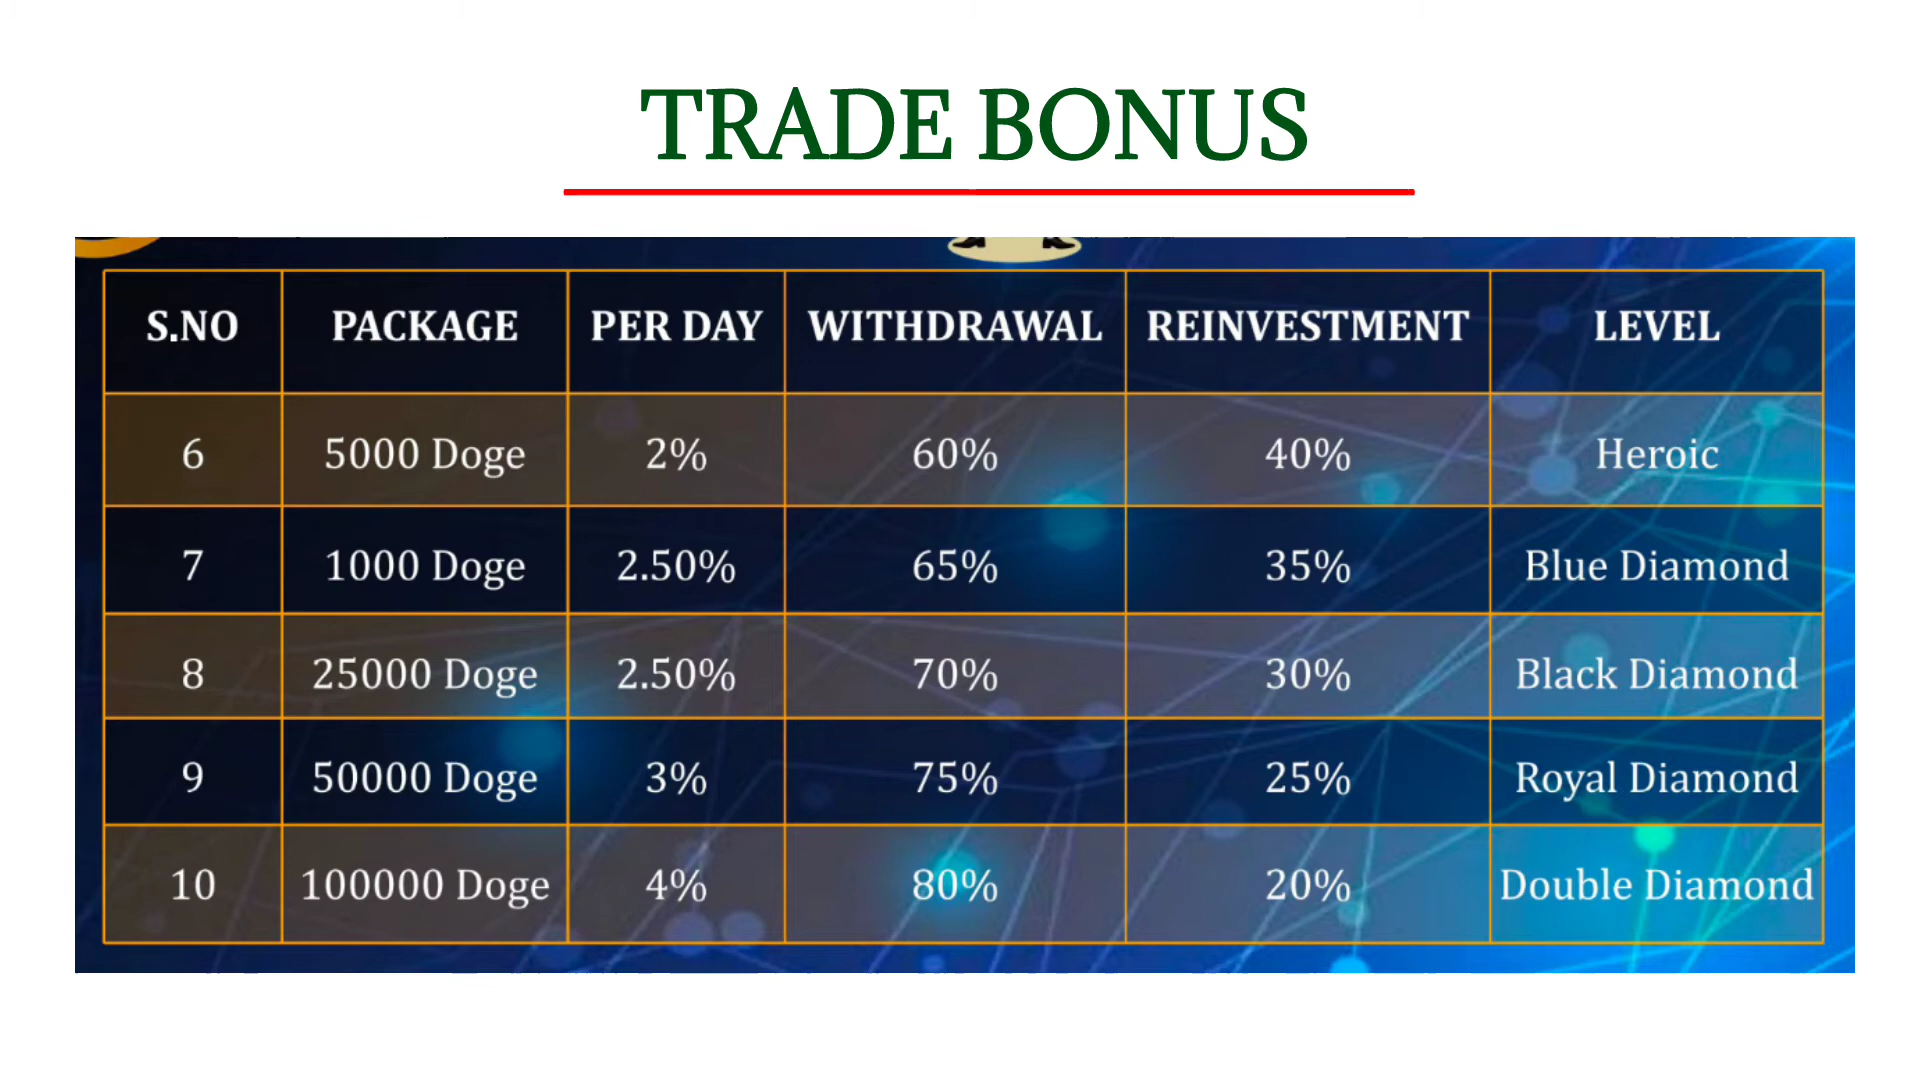 TRADE BONUS
S.NO PACKAGE PER DAY WITHDRAWAL REINVESTMENT LEVEL
6 5000 Doge 2% 60% 40% Heroic
7 1000 Doge 2.50% 65% 35% Blue Diamond
8 25000 Doge 2.50% 70% 30% Black Diamond
9 50000 Doge 3% 75% 25% Royal Diamond
10 100000 Doge 4% 80% 20% Double Diamond